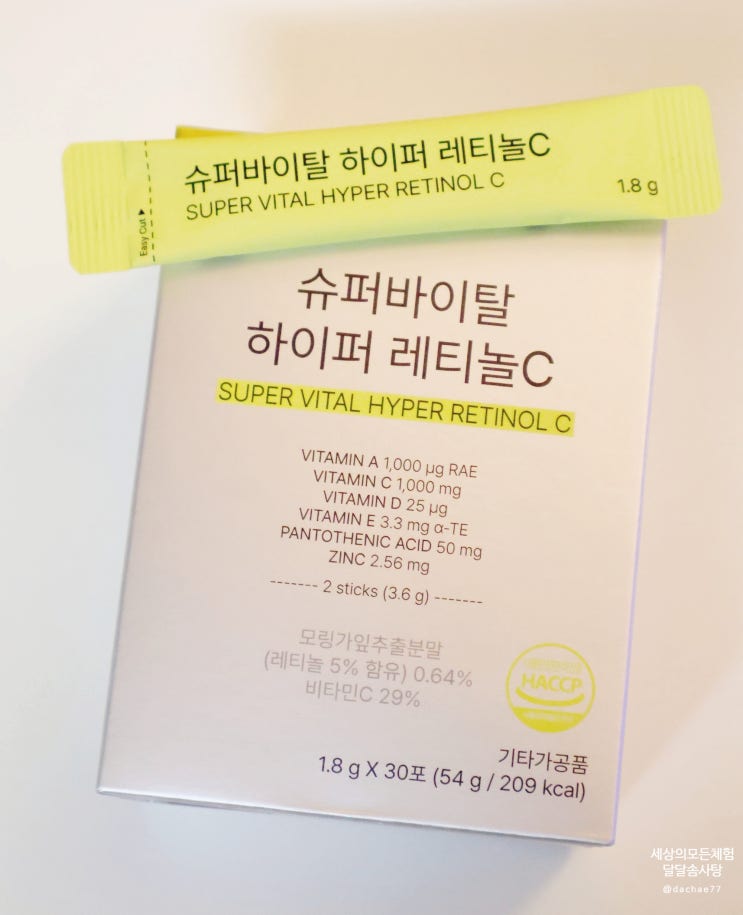 슈퍼바이탈 하이퍼 레티놀C
SUPER VITAL HYPER RETINOL C
1.8 g
Easy Cut ▶
슈퍼바이탈
하이퍼 레티놀C
SUPER VITAL HYPER RETINOL C
VITAMIN A 1,000 μg RAE
VITAMIN C 1,000 mg
VITAMIN D 25 μg
VITAMIN E 3.3 mg α-TE
PANTOTHENIC ACID 50 mg
ZINC 2.56 mg
------- 2 sticks (3.6 g) -------
모링가잎추출분말
(레티놀 5% 함유) 0.64%
비타민C 29%
HACCP
기타가공품
1.8 g X 30포 (54 g / 209 kcal)
세상의모든체험
달달솜사탕
@dachae77